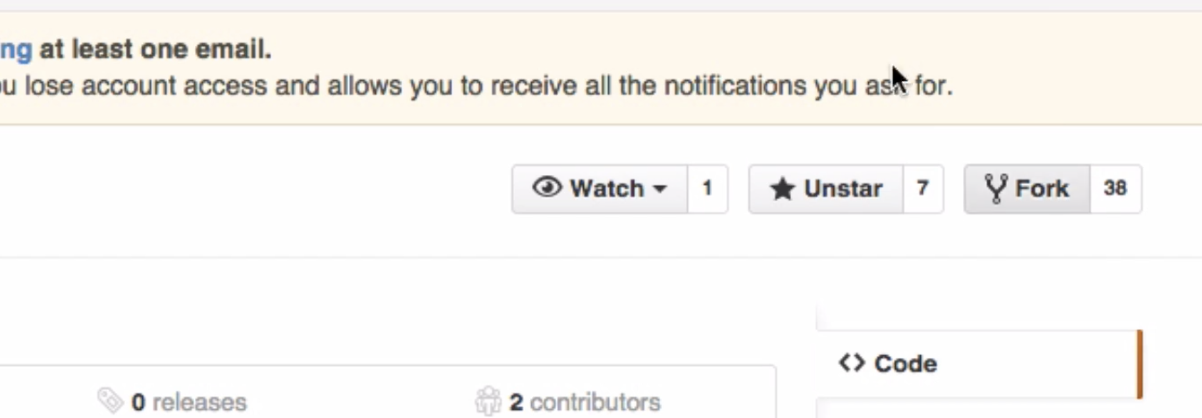 ng at least one email.
u lose account access and allows you to receive all the notifications you ask for.
Watch 1 Unstar 7 Fork 38
<> Code
0 releases 2 contributors